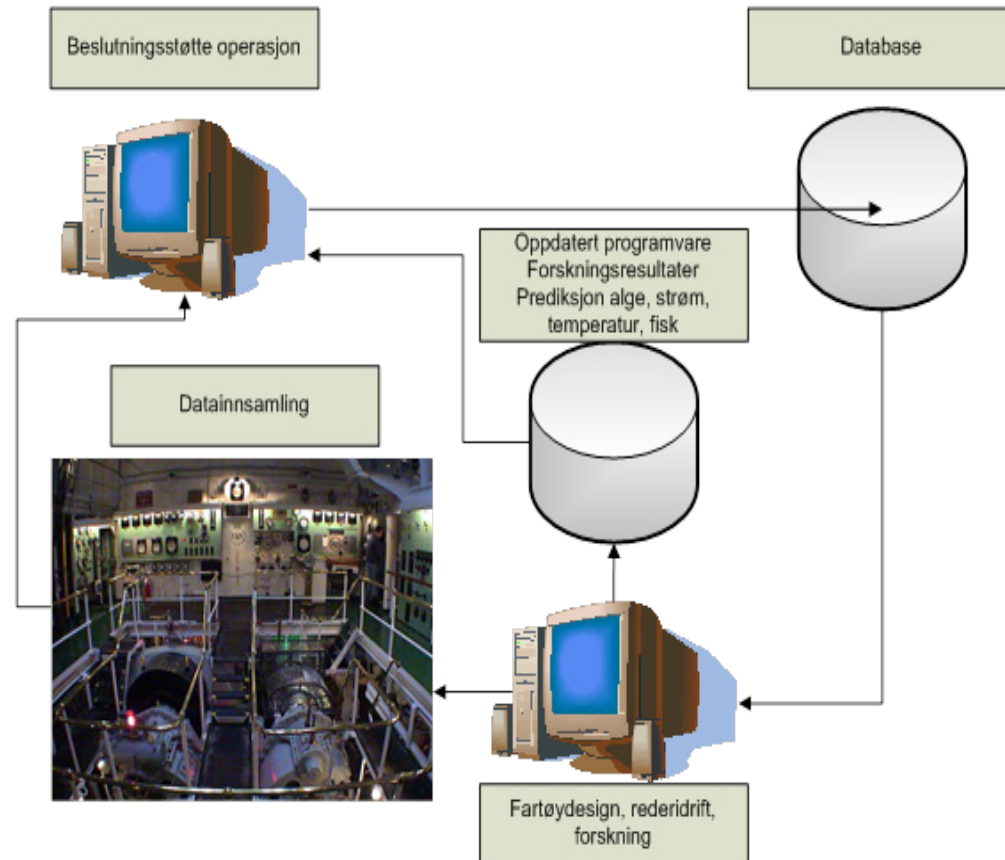 Beslutningsstøtte operasjon
Database
Oppdatert programvare
Forskningsresultater
Prediksjon alge, strøm,
temperatur, fisk
Datainnsamling
Fartøydesign, rederidrift,
forskning